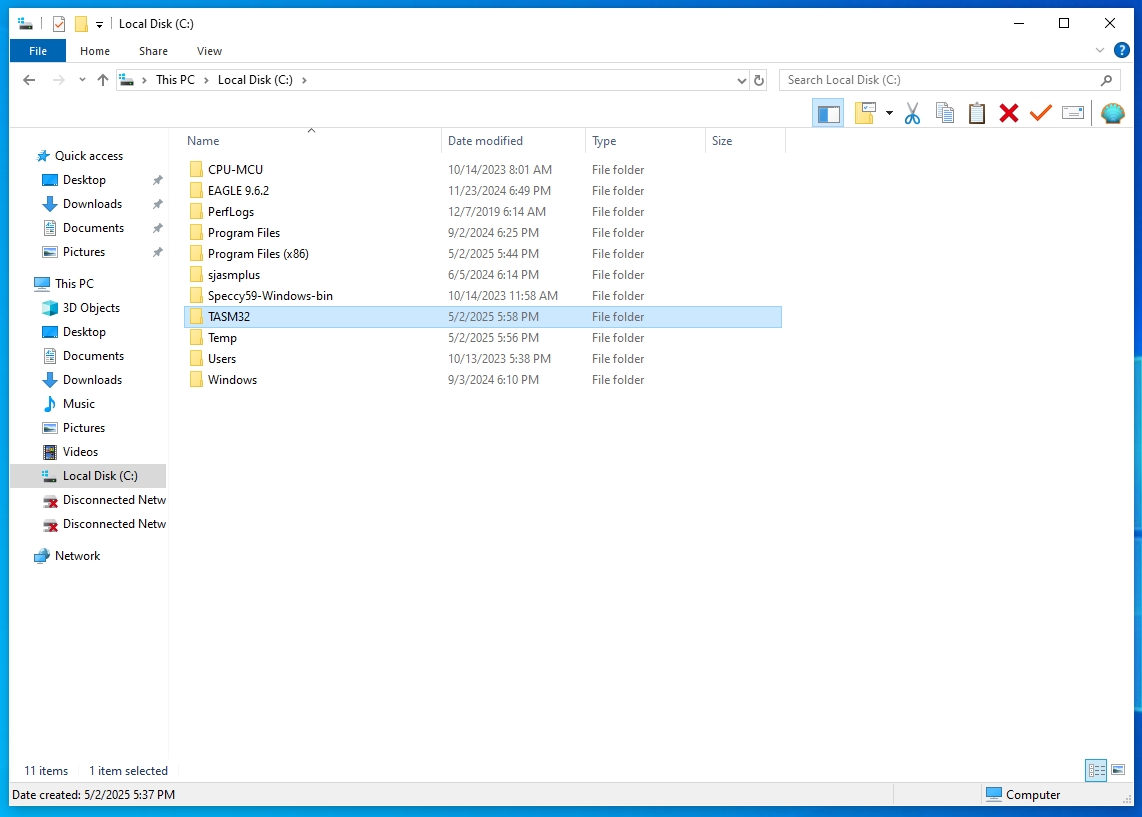 Local Disk (C:)
File Home Share View
This PC Local Disk (C:) Search Local Disk (C:)
Name Date modified Type Size
Quick access
Desktop
Downloads
Documents
Pictures
This PC
3D Objects
Desktop
Documents
Downloads
Music
Pictures
Videos
Local Disk (C:)
Disconnected Netw
Disconnected Netw
Network
CPU-MCU 10/14/2023 8:01 AM File folder
EAGLE 9.6.2 11/23/2024 6:49 PM File folder
PerfLogs 12/7/2019 6:14 AM File folder
Program Files 9/2/2024 6:25 PM File folder
Program Files (x86) 5/2/2025 5:44 PM File folder
sjasmplus 6/5/2024 6:14 PM File folder
Speccy59-Windows-bin 10/14/2023 11:58 AM File folder
TASM32 5/2/2025 5:58 PM File folder
Temp 5/2/2025 5:56 PM File folder
Users 10/13/2023 5:38 PM File folder
Windows 9/3/2024 6:10 PM File folder
11 items 1 item selected
Date created: 5/2/2025 5:37 PM Computer